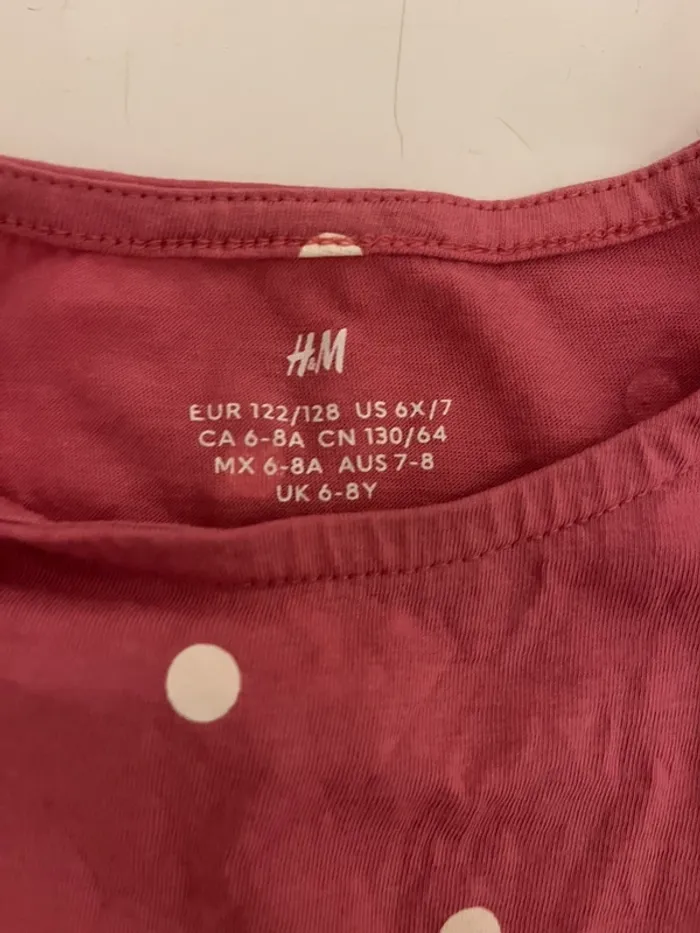 H&M
EUR 122/128 US 6X/7
CA 6-8A CN 130/64
MX 6-8A AUS 7-8
UK 6-8Y